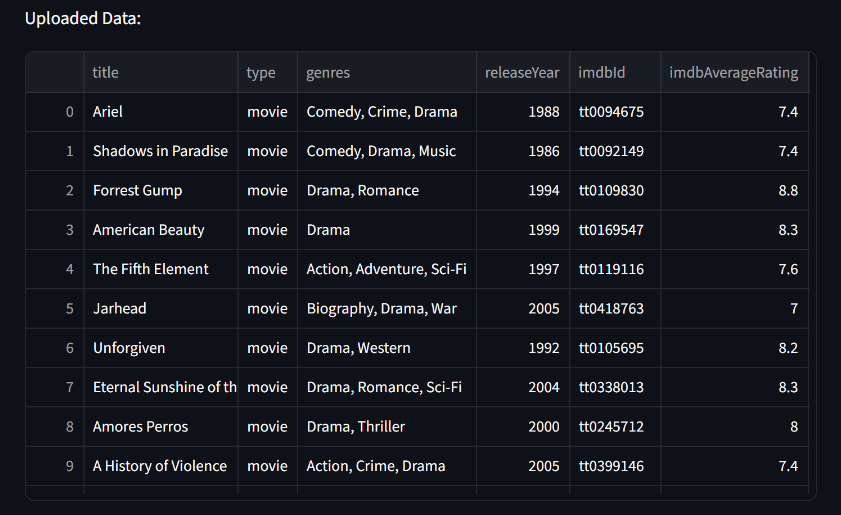 Uploaded Data:
title type genres releaseYear imdbId imdbAverageRating
0 Ariel movie Comedy, Crime, Drama 1988 tt0094675 7.4
1 Shadows in Paradise movie Comedy, Drama, Music 1986 tt0092149 7.4
2 Forrest Gump movie Drama, Romance 1994 tt0109830 8.8
3 American Beauty movie Drama 1999 tt0169547 8.3
4 The Fifth Element movie Action, Adventure, Sci-Fi 1997 tt0119116 7.6
5 Jarhead movie Biography, Drama, War 2005 tt0418763 7
6 Unforgiven movie Drama, Western 1992 tt0105695 8.2
7 Eternal Sunshine of th movie Drama, Romance, Sci-Fi 2004 tt0338013 8.3
8 Amores Perros movie Drama, Thriller 2000 tt0245712 8
9 A History of Violence movie Action, Crime, Drama 2005 tt0399146 7.4